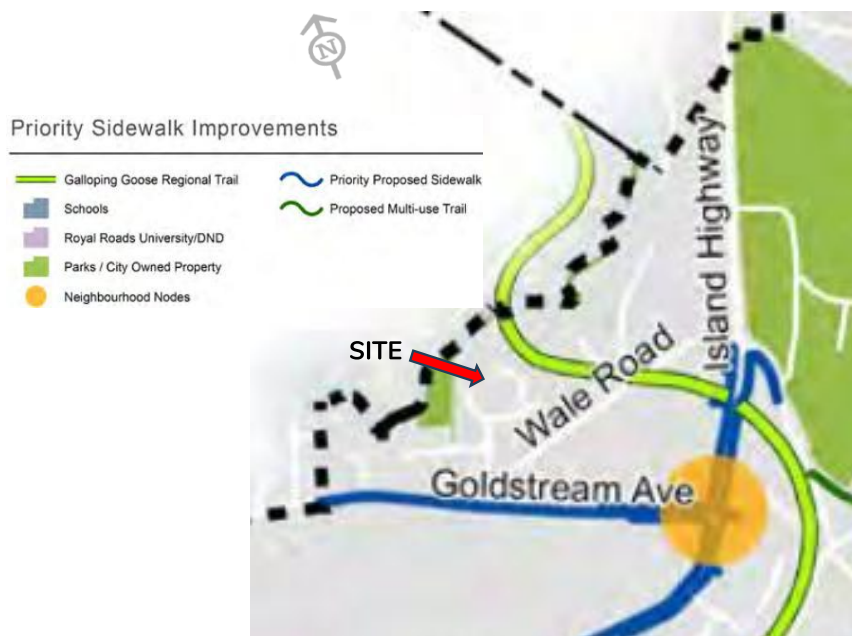 N
Priority Sidewalk Improvements
Galloping Goose Regional Trail
Priority Proposed Sidewalk
Schools
Proposed Multi-use Trail
Royal Roads University/DND
Parks / City Owned Property
Neighbourhood Nodes
Island Highway
SITE
Wale Road
Goldstream Ave